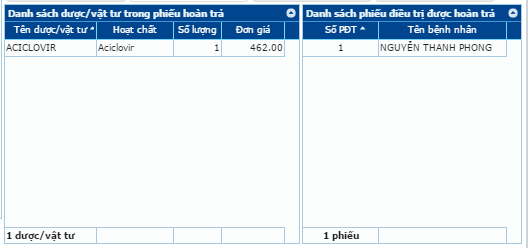 Danh sách dược/vật tư trong phiếu hoàn trả
Tên dược/vật tư Hoạt chất Số lượng Đơn giá
ACICLOVIR Aciclovir 1 462.00
1 dược/vật tư
Danh sách phiếu điều trị được hoàn trả
Số PĐT Tên bệnh nhân
1 NGUYỄN THANH PHONG
1 phiếu